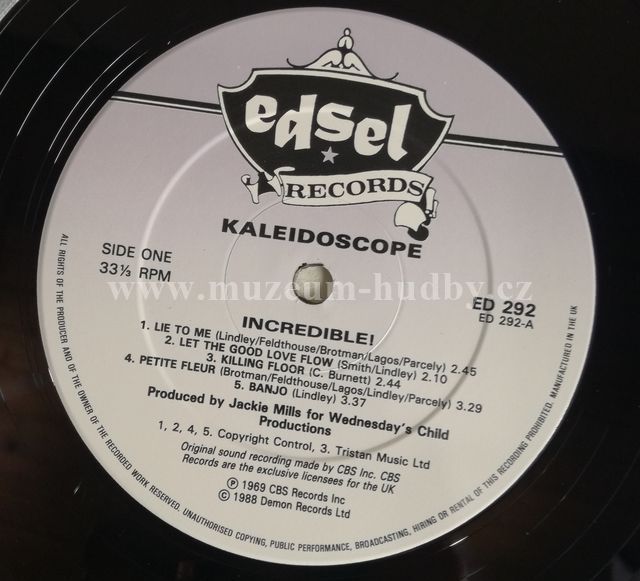 edsel
RECORDS
KALEIDOSCOPE
SIDE ONE
33⅓ RPM
www.muzeum-hudby.cz
ED 292
ED 292-A
INCREDIBLE!
1. LIE TO ME (Lindley/Feldthouse/Brotman/Lagos/Parcely) 2.45
2. LET THE GOOD LOVE FLOW (Smith/Lindley) 2.10
3. KILLING FLOOR (C. Burnett) 2.44
4. PETITE FLEUR (Brotman/Feldthouse/Lagos/Lindley/Parcely) 3.29
5. BANJO (Lindley) 3.37
Produced by Jackie Mills for Wednesday's Child
Productions
1, 2, 4, 5. Copyright Control, 3. Tristan Music Ltd
Original sound recording made by CBS Inc. CBS
Records are the exclusive licensees for the UK
℗ 1969 CBS Records Inc
© 1988 Demon Records Ltd
ALL RIGHTS OF THE PRODUCER AND OF THE OWNER OF THE RECORDED WORK RESERVED. UNAUTHORISED COPYING, PUBLIC PERFORMANCE, BROADCASTING, HIRING OR RENTAL OF THIS RECORDING PROHIBITED. MANUFACTURED IN THE UK